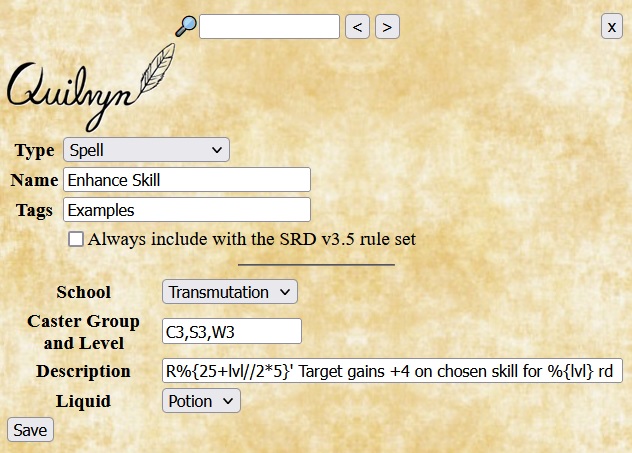 < > x
Quilvyn
Type Spell
Name Enhance Skill
Tags Examples
Always include with the SRD v3.5 rule set
School Transmutation
Caster Group
and Level C3,S3,W3
Description R%{25+lvl//2*5}' Target gains +4 on chosen skill for %{lvl} rd
Liquid Potion
Save